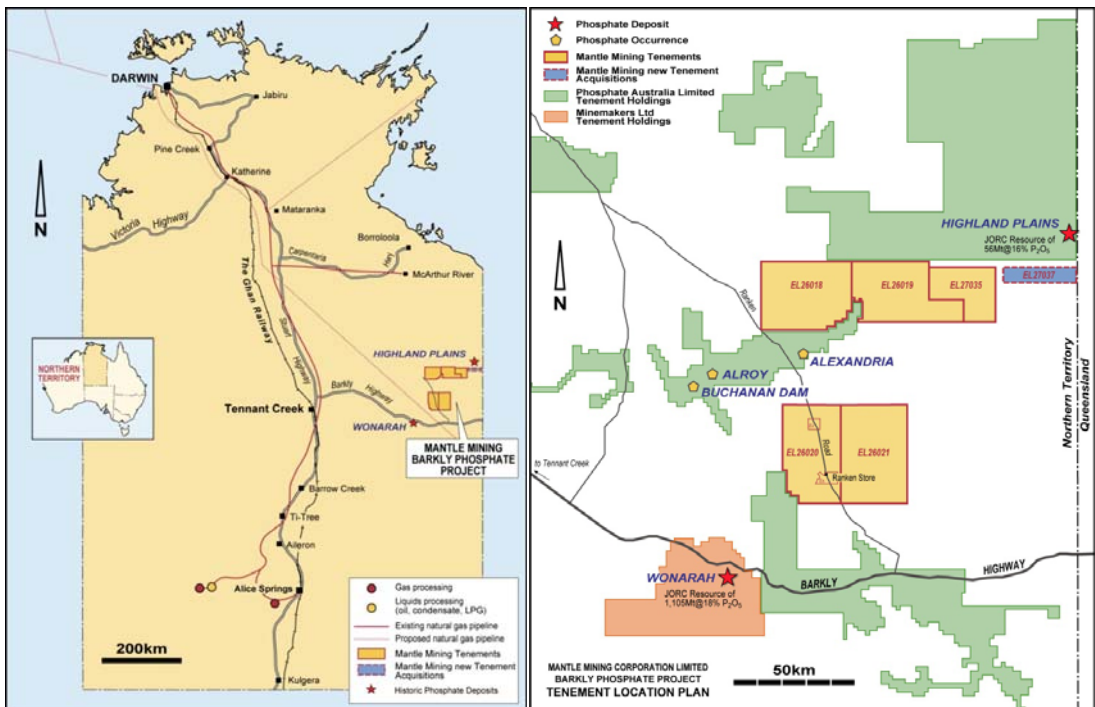 DARWIN
Jabiru
Pine Creek
Katherine
Victoria
Highway
Mataranka
Borroloola
Carpentaria
Hwy
McArthur River
N
The Ghan Railway
Stuart
Highway
HIGHLAND PLAINS
NORTHERN
TERRITORY
Barkly
Highway
Tennant Creek
WONARAH
MANTLE MINING
BARKLY PHOSPHATE
PROJECT
Barrow Creek
Ti-Tree
Aileron
Alice Springs
Kulgera
200km
Gas processing
Liquids processing
(oil, condensate, LPG)
Existing natural gas pipeline
Proposed natural gas pipeline
Mantle Mining Tenements
Mantle Mining new Tenement
Acquisitions
Historic Phosphate Deposits
Phosphate Deposit
Phosphate Occurrence
Mantle Mining Tenements
Mantle Mining new Tenement
Acquisitions
Phosphate Australia Limited
Tenement Holdings
Minemakers Ltd
Tenement Holdings
HIGHLAND PLAINS
JORC Resource of
56Mt@16% P₂O₅
N
Ranken
EL26018
EL26019
EL27035
EL27037
ALEXANDRIA
ALROY
BUCHANAN DAM
Northern Territory
Queensland
EL26020
EL26021
Road
Ranken Store
to Tennant Creek
WONARAH
JORC Resource of
1,105Mt@18% P₂O₅
BARKLY
HIGHWAY
MANTLE MINING CORPORATION LIMITED
BARKLY PHOSPHATE PROJECT
TENEMENT LOCATION PLAN
50km